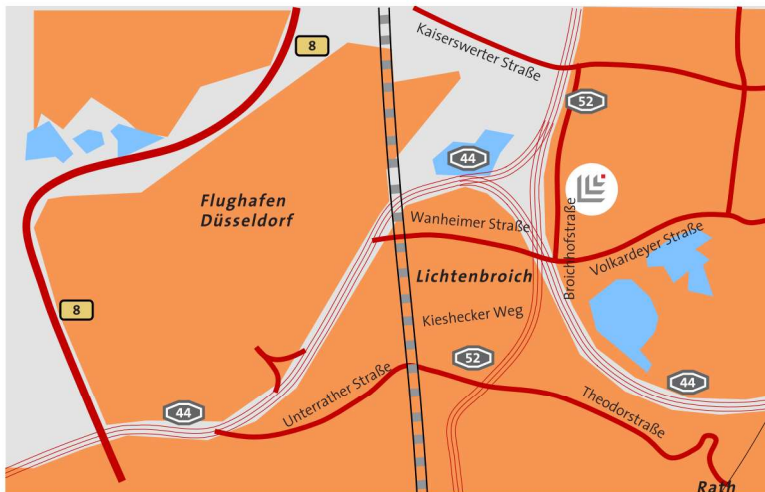 8
Kaiserswerter Straße
52
44
Flughafen
Düsseldorf
Wanheimer Straße
Broichhofstraße
Volkardeyer Straße
Lichtenbroich
8
Kieshecker Weg
52
44
Unterrather Straße
44
Theodorstraße
Rath